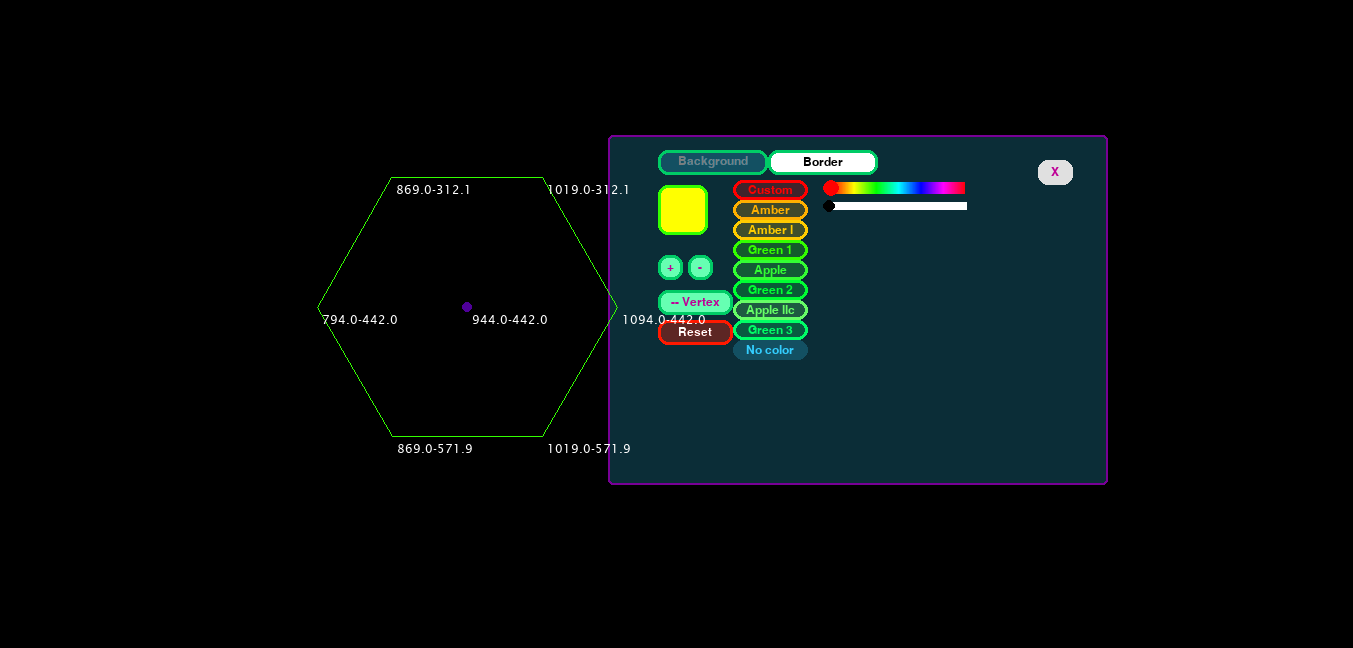 Background
Border
X
869.0-312.1
1019.0-312.1
Custom
Amber
Amber I
Green 1
+
-
Apple
Green 2
-- Vertex
Apple IIc
794.0-442.0
944.0-442.0
1094.0-442.0
Reset
Green 3
No color
869.0-571.9
1019.0-571.9